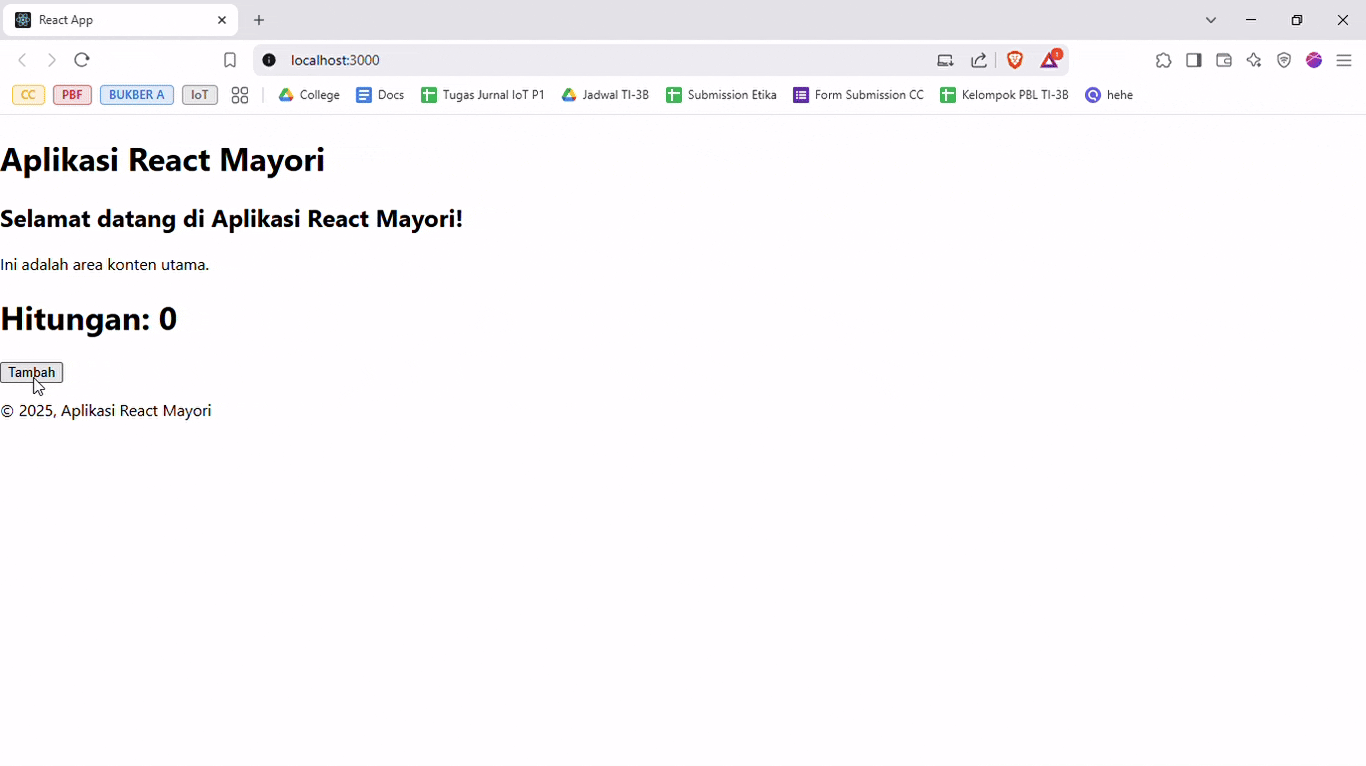 React App
localhost:3000
1
CC PBF BUKBER A IoT College Docs Tugas Jurnal IoT P1 Jadwal TI-3B Submission Etika Form Submission CC Kelompok PBL TI-3B hehe
Aplikasi React Mayori
Selamat datang di Aplikasi React Mayori!
Ini adalah area konten utama.
Hitungan: 0
Tambah
© 2025, Aplikasi React Mayori